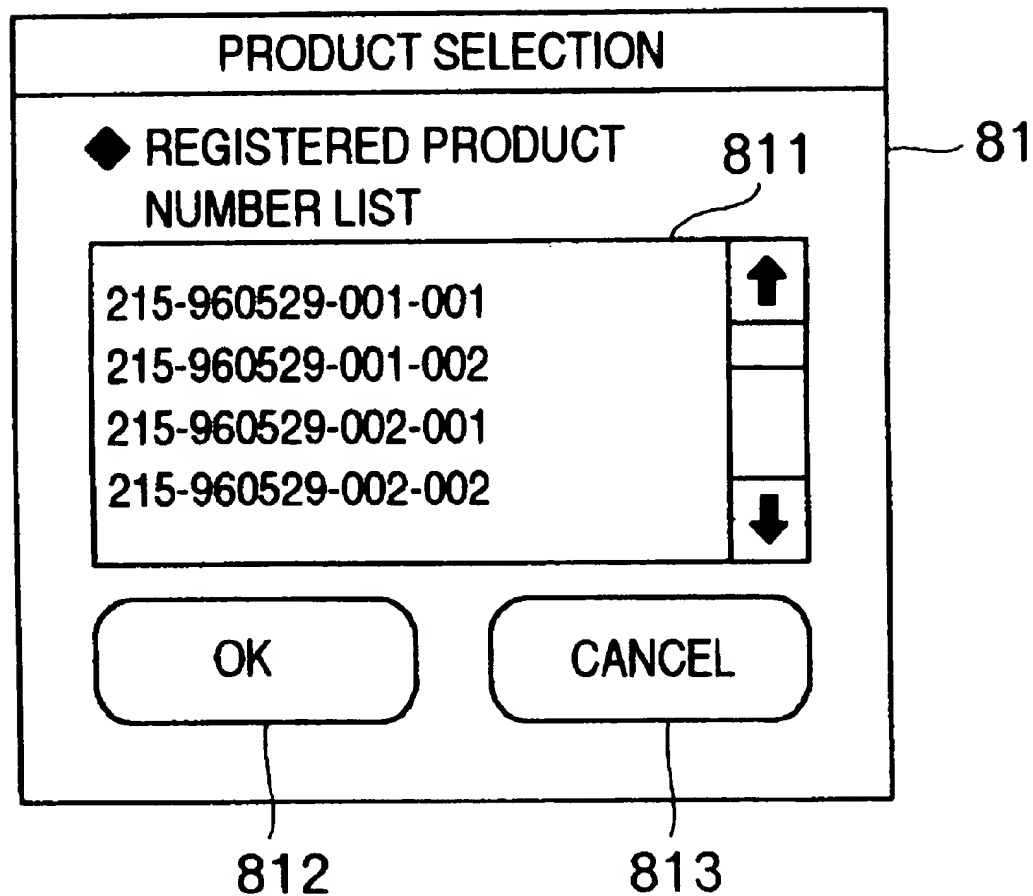 PRODUCT SELECTION
◆ REGISTERED PRODUCT
NUMBER LIST
811
81
215-960529-001-001
215-960529-001-002
215-960529-002-001
215-960529-002-002
OK
CANCEL
812
813